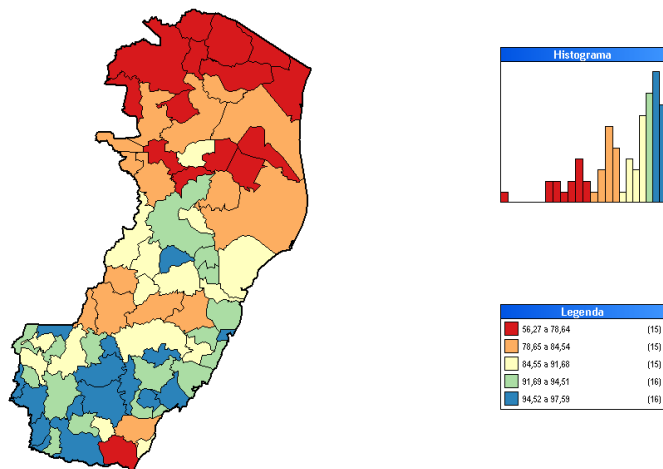 Histograma
Legenda
56,27 a 78,64 (15)
78,65 a 84,54 (15)
84,55 a 91,68 (15)
91,69 a 94,51 (16)
94,52 a 97,59 (16)